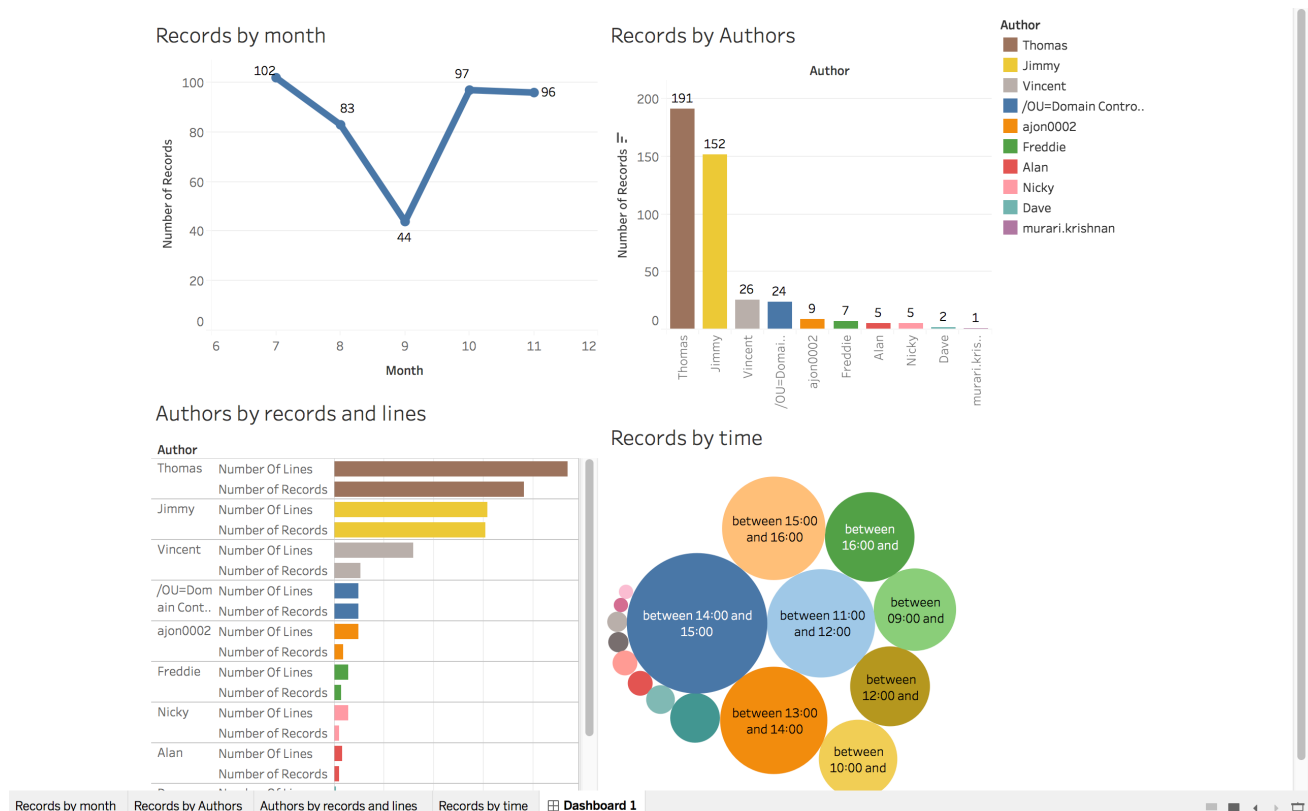 Records by month
102
83
44
97
96
Number of Records
100
80
60
40
20
0
6
7
8
9
10
11
12
Month
Records by Authors
Author
191
152
26
24
9
7
5
5
2
1
Number of Records
200
150
100
50
0
Thomas
Jimmy
Vincent
/OU=Domai..
ajon0002
Freddie
Alan
Nicky
Dave
murari.kris..
Author
Thomas
Jimmy
Vincent
/OU=Domain Contro..
ajon0002
Freddie
Alan
Nicky
Dave
murari.krishnan
Authors by records and lines
Author
Thomas Number Of Lines
Number of Records
Jimmy Number Of Lines
Number of Records
Vincent Number Of Lines
Number of Records
/OU=Dom Number Of Lines
ain Cont.. Number of Records
ajon0002 Number Of Lines
Number of Records
Freddie Number Of Lines
Number of Records
Nicky Number Of Lines
Number of Records
Alan Number Of Lines
Number of Records
Records by time
between 15:00
and 16:00
between
16:00 and
between 14:00 and
15:00
between 11:00
and 12:00
between
09:00 and
between
12:00 and
between 13:00
and 14:00
between
10:00 and
Records by month
Records by Authors
Authors by records and lines
Records by time
Dashboard 1